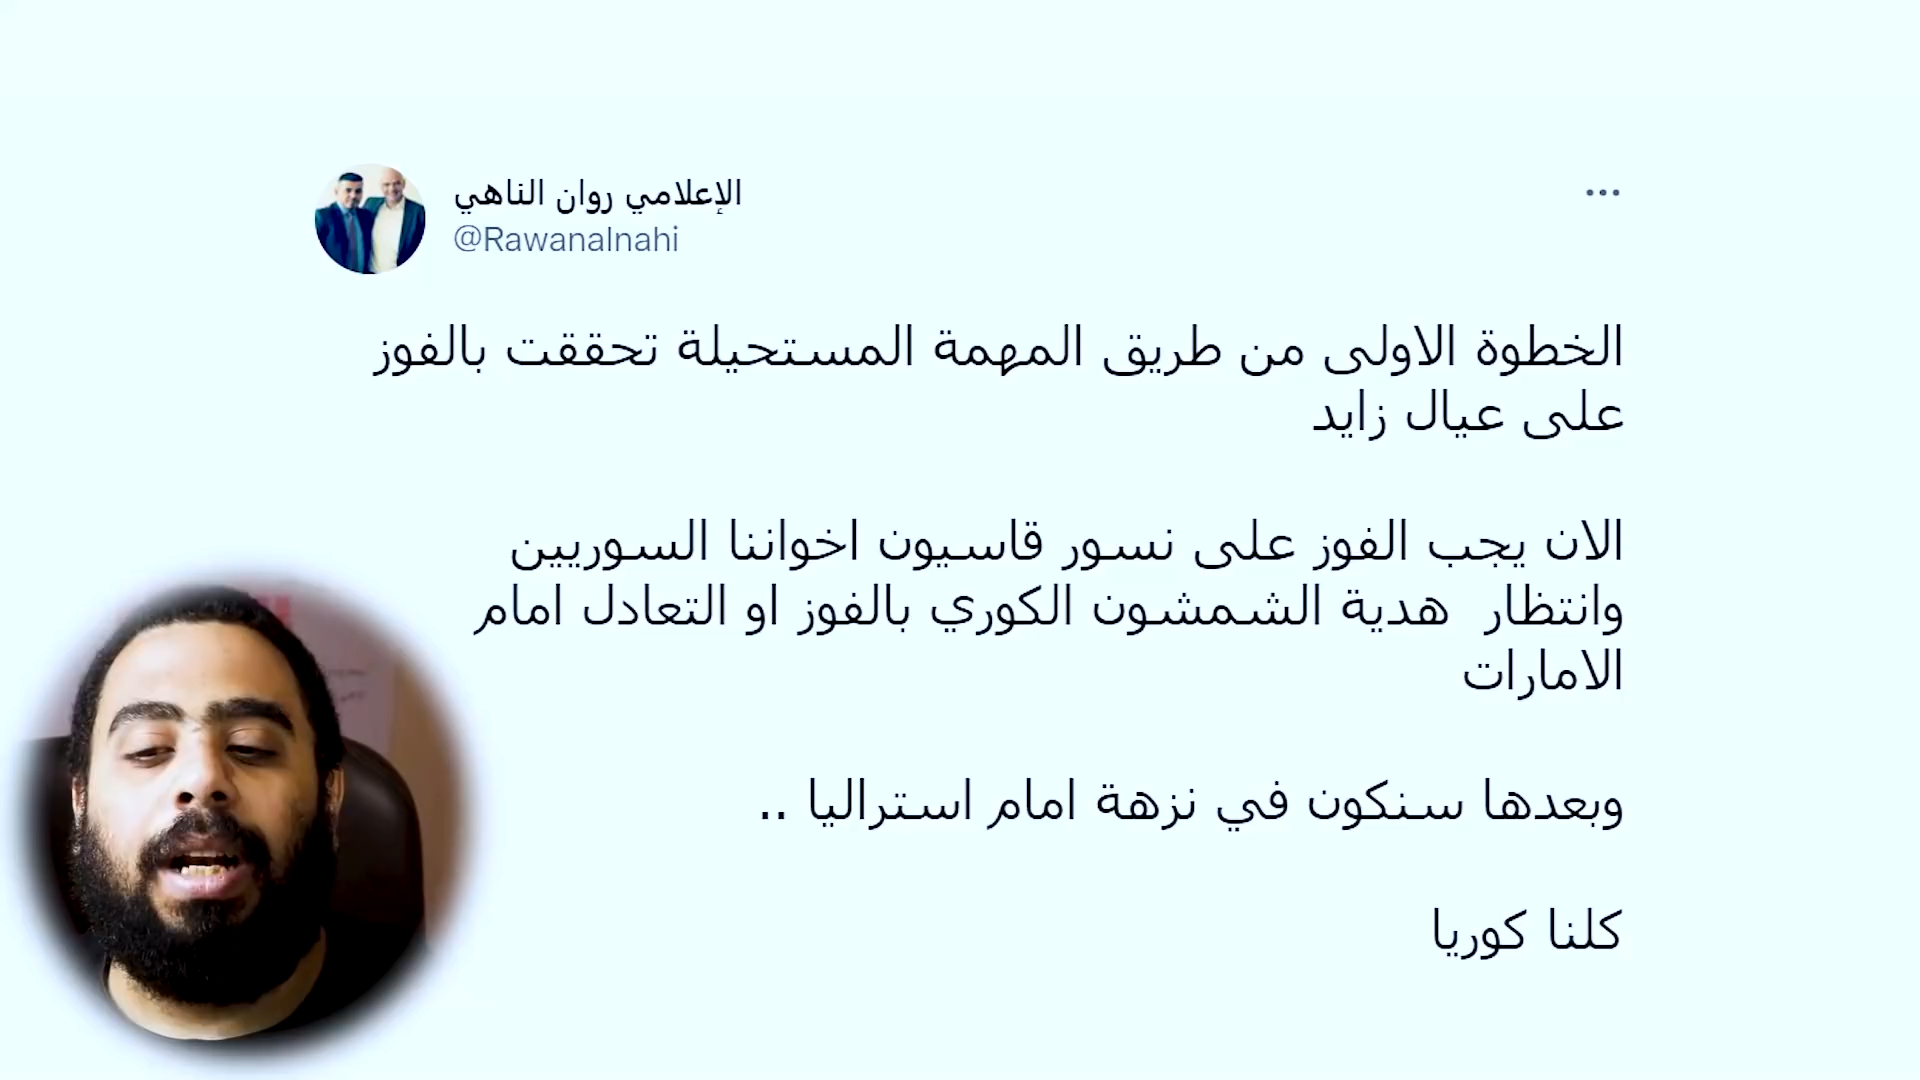 الإعلامي روان الناهي
@Rawanalnahi
الخطوة الاولى من طريق المهمة المستحيلة تحققت بالفوز
على عيال زايد
الان يجب الفوز على نسور قاسيون اخواننا السوريين
وانتظار هدية الشمشون الكوري بالفوز او التعادل امام
الامارات
وبعدها سنكون في نزهة امام استراليا ..
كلنا كوريا